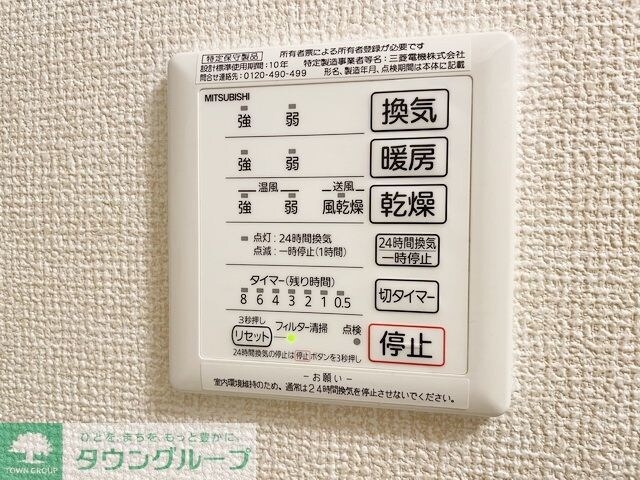 特定保守製品 所有者票による所有者登録が必要です
設計標準使用期間:10年 特定製造事業者等名:三菱電機株式会社
問合せ連絡先:0120-490-499 形名、製造年月、点検期間は本体に記載
MITSUBISHI
強 弱 換気
強 弱 暖房
温風 送風
強 弱 風乾燥 乾燥
点灯:24時間換気
点滅:一時停止(1時間)
24時間換気
一時停止
タイマー(残り時間)
8 6 4 3 2 1 0.5
切タイマー
3秒押し
リセット フィルター清掃 点検
停止
24時間換気の停止は停止ボタンを3秒押し
-お願い-
室内環境維持のため、通常は24時間換気を停止させないでください。
ひとを、まちを、もっと豊かに。
タウングループ
TOWN GROUP